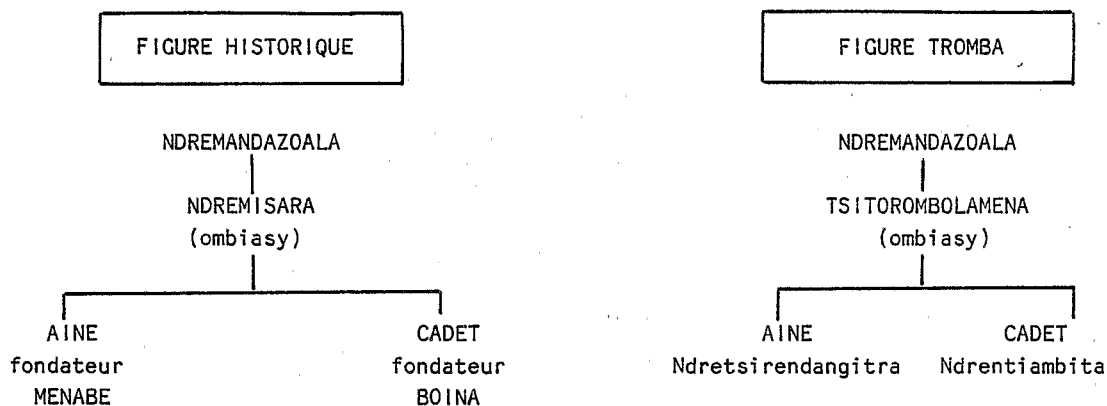 FIGURE HISTORIQUE
NDREMANDAZOALA
NDREMISARA
(ombiasy)
AINE
fondateur
MENABE
CADET
fondateur
BOINA
FIGURE TROMBA
NDREMANDAZOALA
TSITOROMBOLAMENA
(ombiasy)
AINE
Ndretsirendangitra
CADET
Ndrentiambita